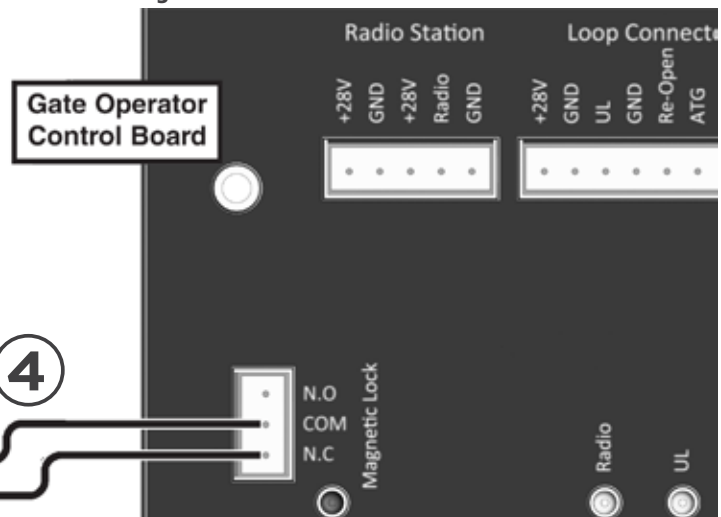 Radio Station
Loop Connect
Gate Operator
Control Board
+28V
GND
+28V
Radio
GND
+28V
GND
UL
GND
Re-Open
ATG
4
N.O
COM
N.C
Magnetic Lock
Radio
UL